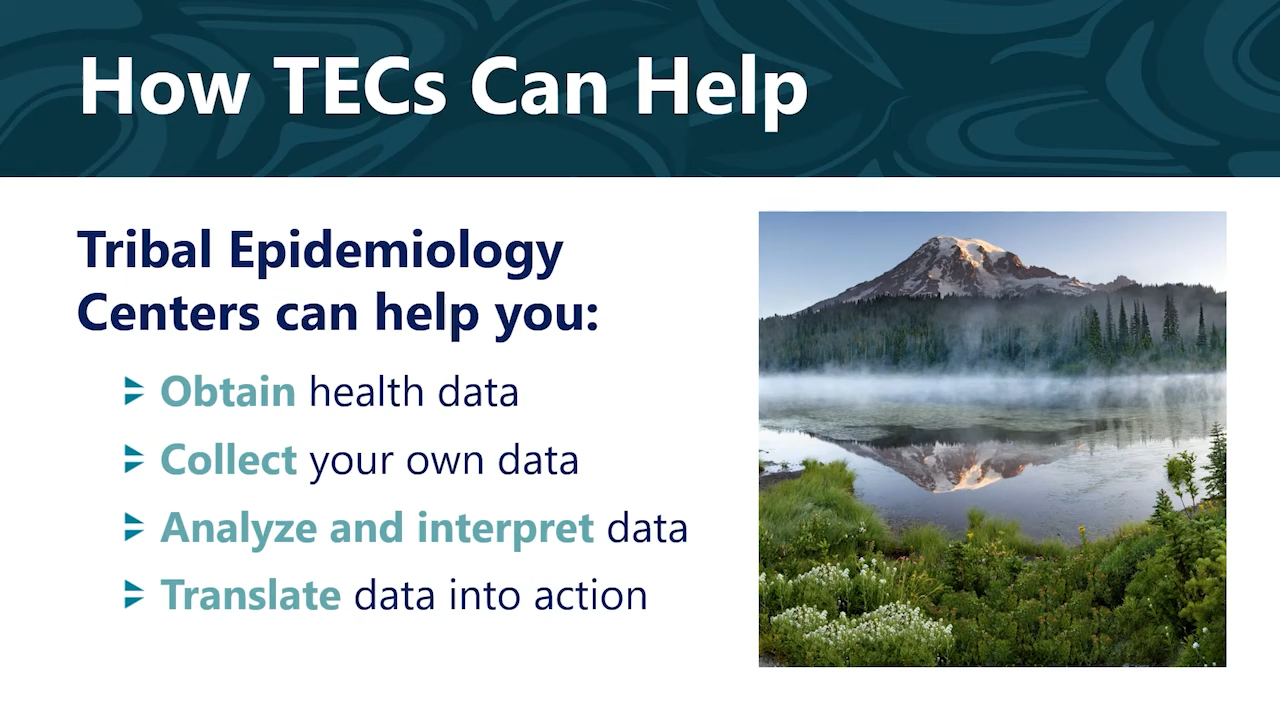 How TECs Can Help
Tribal Epidemiology
Centers can help you:
Obtain health data
Collect your own data
Analyze and interpret data
Translate data into action